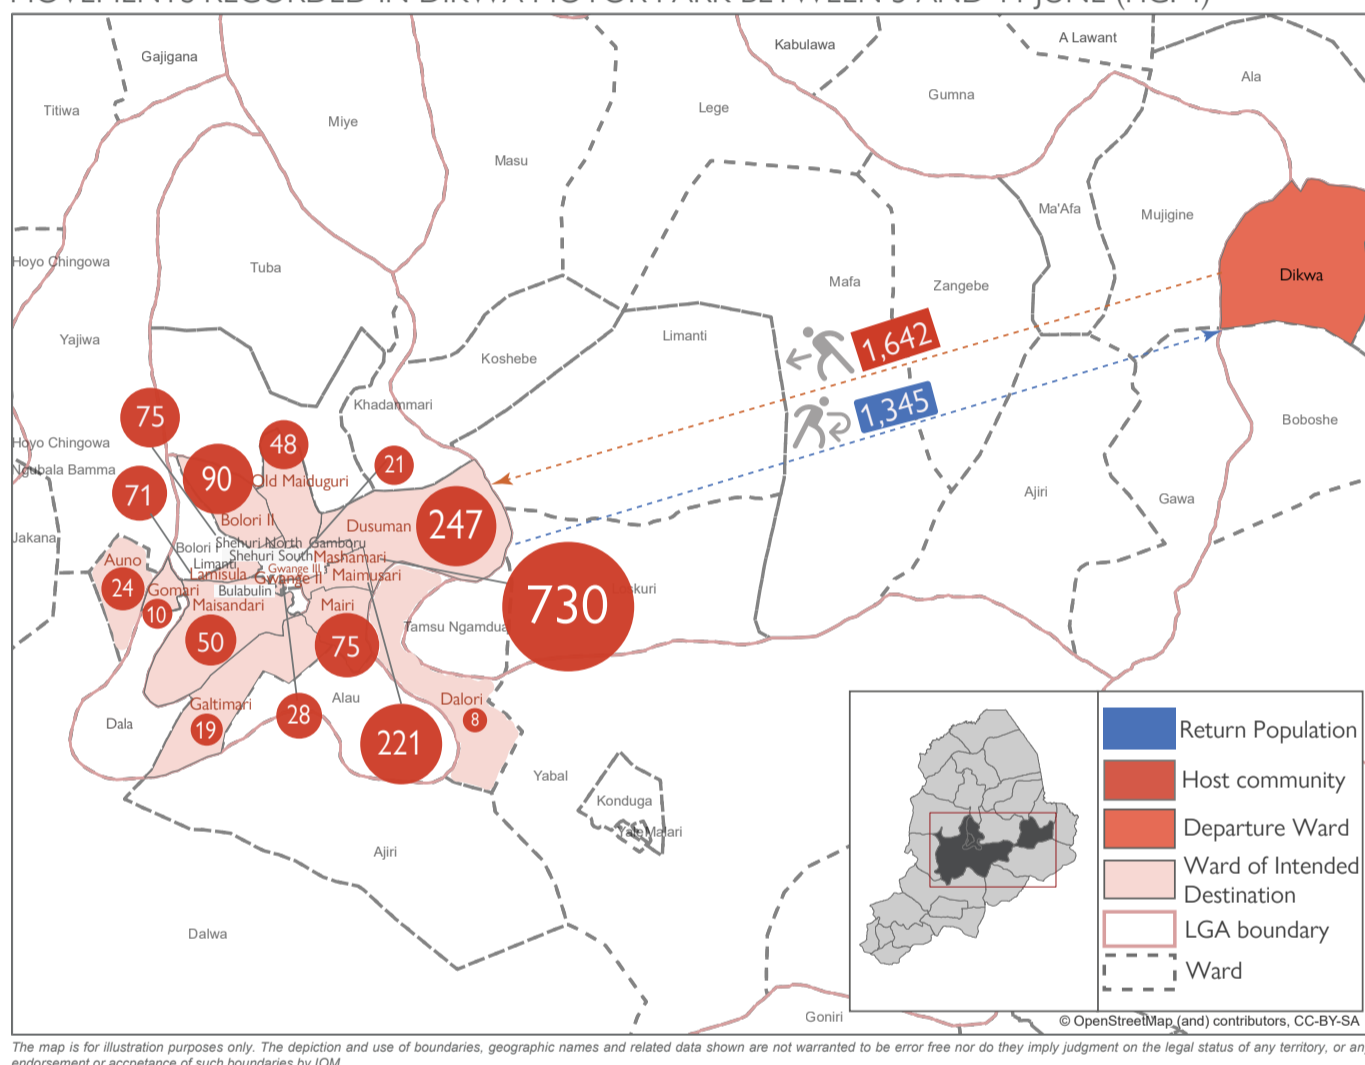 Gajigana
Kabulawa
A Lawant
Ala
Titiwa
Miye
Lege
Gumna
Masu
Ma'Afa
Mujigine
Hoyo Chingowa
Tuba
Mafa
Zangebe
Dikwa
Yajiwa
Limanti
1,642
Koshebe
Khadammari
1,345
75
Hoyo Chingowa
48
Boboshe
Ngubala Bamma
90
21
Old Maiduguri
71
Ajiri
Gawa
Bolori II
Dusuman
247
Jakana
Bolori I
Shehuri North
Gamboru
Shehuri South
Mashamari
Auno
Limanti
Lamisula
Gwange III
Gwange II
Maimusari
24
Gomari
Bulabulin
730
10
Maisandari
Mairi
Tamsu Ngamdua
50
75
Alau
Dalori
Galtimari
8
Dala
19
28
221
Yabal
Konduga
Yale
Malari
Ajiri
Dalwa
Goniri
Return Population
Host community
Departure Ward
Ward of Intended
Destination
LGA boundary
Ward
© OpenStreetMap (and) contributors, CC-BY-SA
The map is for illustration purposes only. The depiction and use of boundaries, geographic names and related data shown are not warranted to be error free nor do they imply judgment on the legal status of any territory, or any